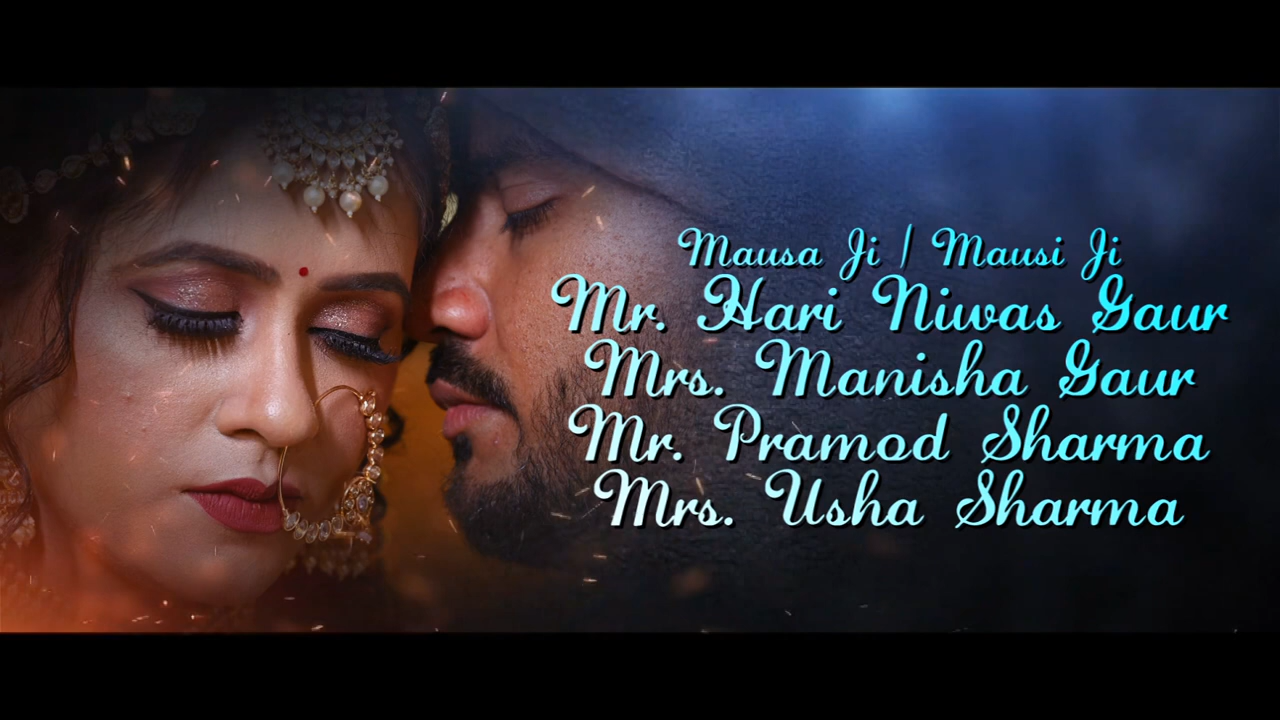 Mausa Ji / Mausi Ji
Mr. Hari Niwas Gaur
Mrs. Manisha Gaur
Mr. Pramod Sharma
Mrs. Usha Sharma